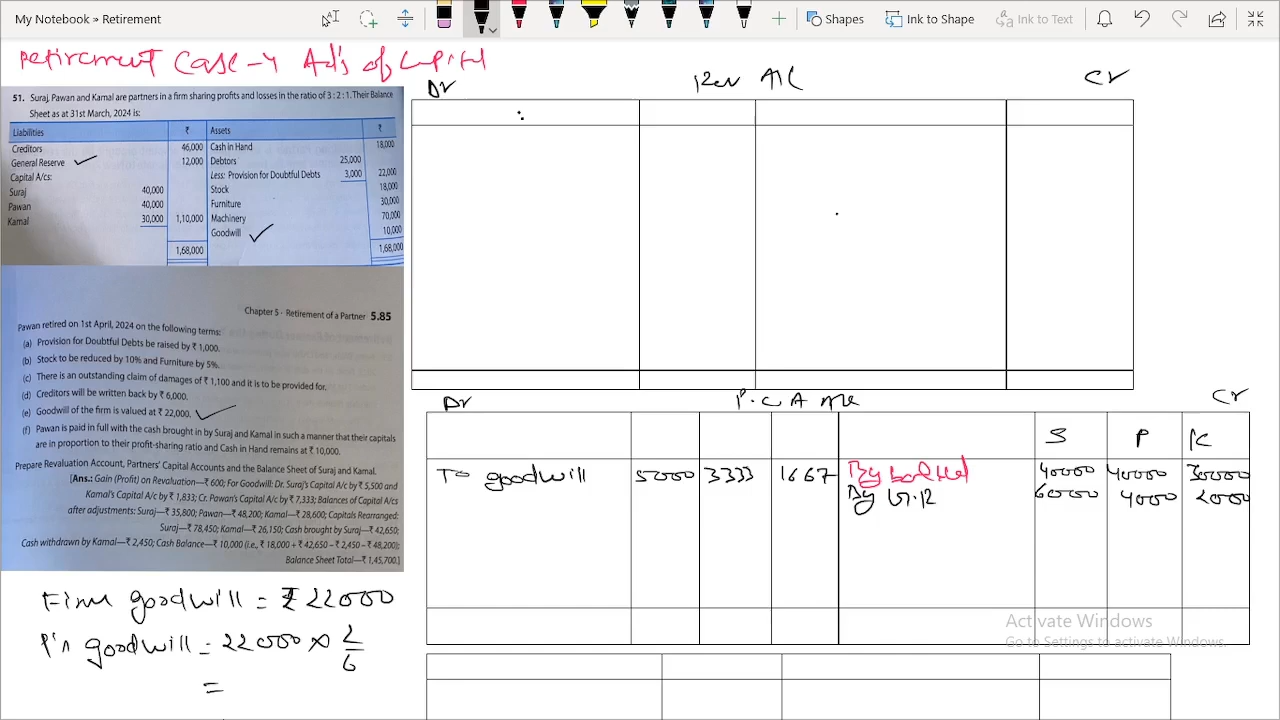 My Notebook » Retirement
Shapes
Ink to Shape
Ink to Text
Retirement Case-4 Adj. of Capital
51. Suraj, Pawan and Kamal are partners in a firm sharing profits and losses in the ratio of 3 : 2 : 1. Their Balance
Sheet as at 31st March, 2024 is:
Liabilities ₹ Assets ₹
Creditors 46,000 Cash in Hand 18,000
General Reserve 12,000 Debtors 25,000
Capital A/cs: Less: Provision for Doubtful Debts 3,000 22,000
Suraj 40,000 Stock 18,000
Pawan 40,000 Furniture 30,000
Kamal 30,000 1,10,000 Machinery 70,000
Goodwill 10,000
1,68,000 1,68,000
Chapter 5 · Retirement of a Partner 5.85
Pawan retired on 1st April, 2024 on the following terms:
(a) Provision for Doubtful Debts be raised by ₹ 1,000.
(b) Stock to be reduced by 10% and Furniture by 5%.
(c) There is an outstanding claim of damages of ₹ 1,100 and it is to be provided for.
(d) Creditors will be written back by ₹ 6,000.
(e) Goodwill of the firm is valued at ₹ 22,000.
(f) Pawan is paid in full with the cash brought in by Suraj and Kamal in such a manner that their capitals
are in proportion to their profit-sharing ratio and Cash in Hand remains at ₹ 10,000.
Prepare Revaluation Account, Partners' Capital Accounts and the Balance Sheet of Suraj and Kamal.
[Ans.: Gain (Profit) on Revaluation—₹ 600; For Goodwill: Dr. Suraj's Capital A/c by ₹ 5,500 and
Kamal's Capital A/c by ₹ 1,833; Cr. Pawan's Capital A/c by ₹ 7,333; Balances of Capital A/cs
after adjustments: Suraj—₹ 35,800; Pawan—₹ 48,200; Kamal—₹ 28,600; Capitals Rearranged:
Suraj—₹ 78,450; Kamal—₹ 26,150; Cash brought by Suraj—₹ 42,650;
Cash withdrawn by Kamal—₹ 2,450; Cash Balance—₹ 10,000 (i.e., ₹ 18,000 + ₹ 42,650 – ₹ 2,450 – ₹ 48,200);
Balance Sheet Total—₹ 1,45,700.]
Firm goodwill = ₹ 22000
P's goodwill = 22000 × 2/6
=
Dr Rev A/C Cr
Dr P.C A A/c Cr
S P K
To goodwill 5000 3333 1667 By bal b/d 40000 40000 30000
By G.R 6000 4000 2000
Activate Windows
Go to Settings to activate Windows.